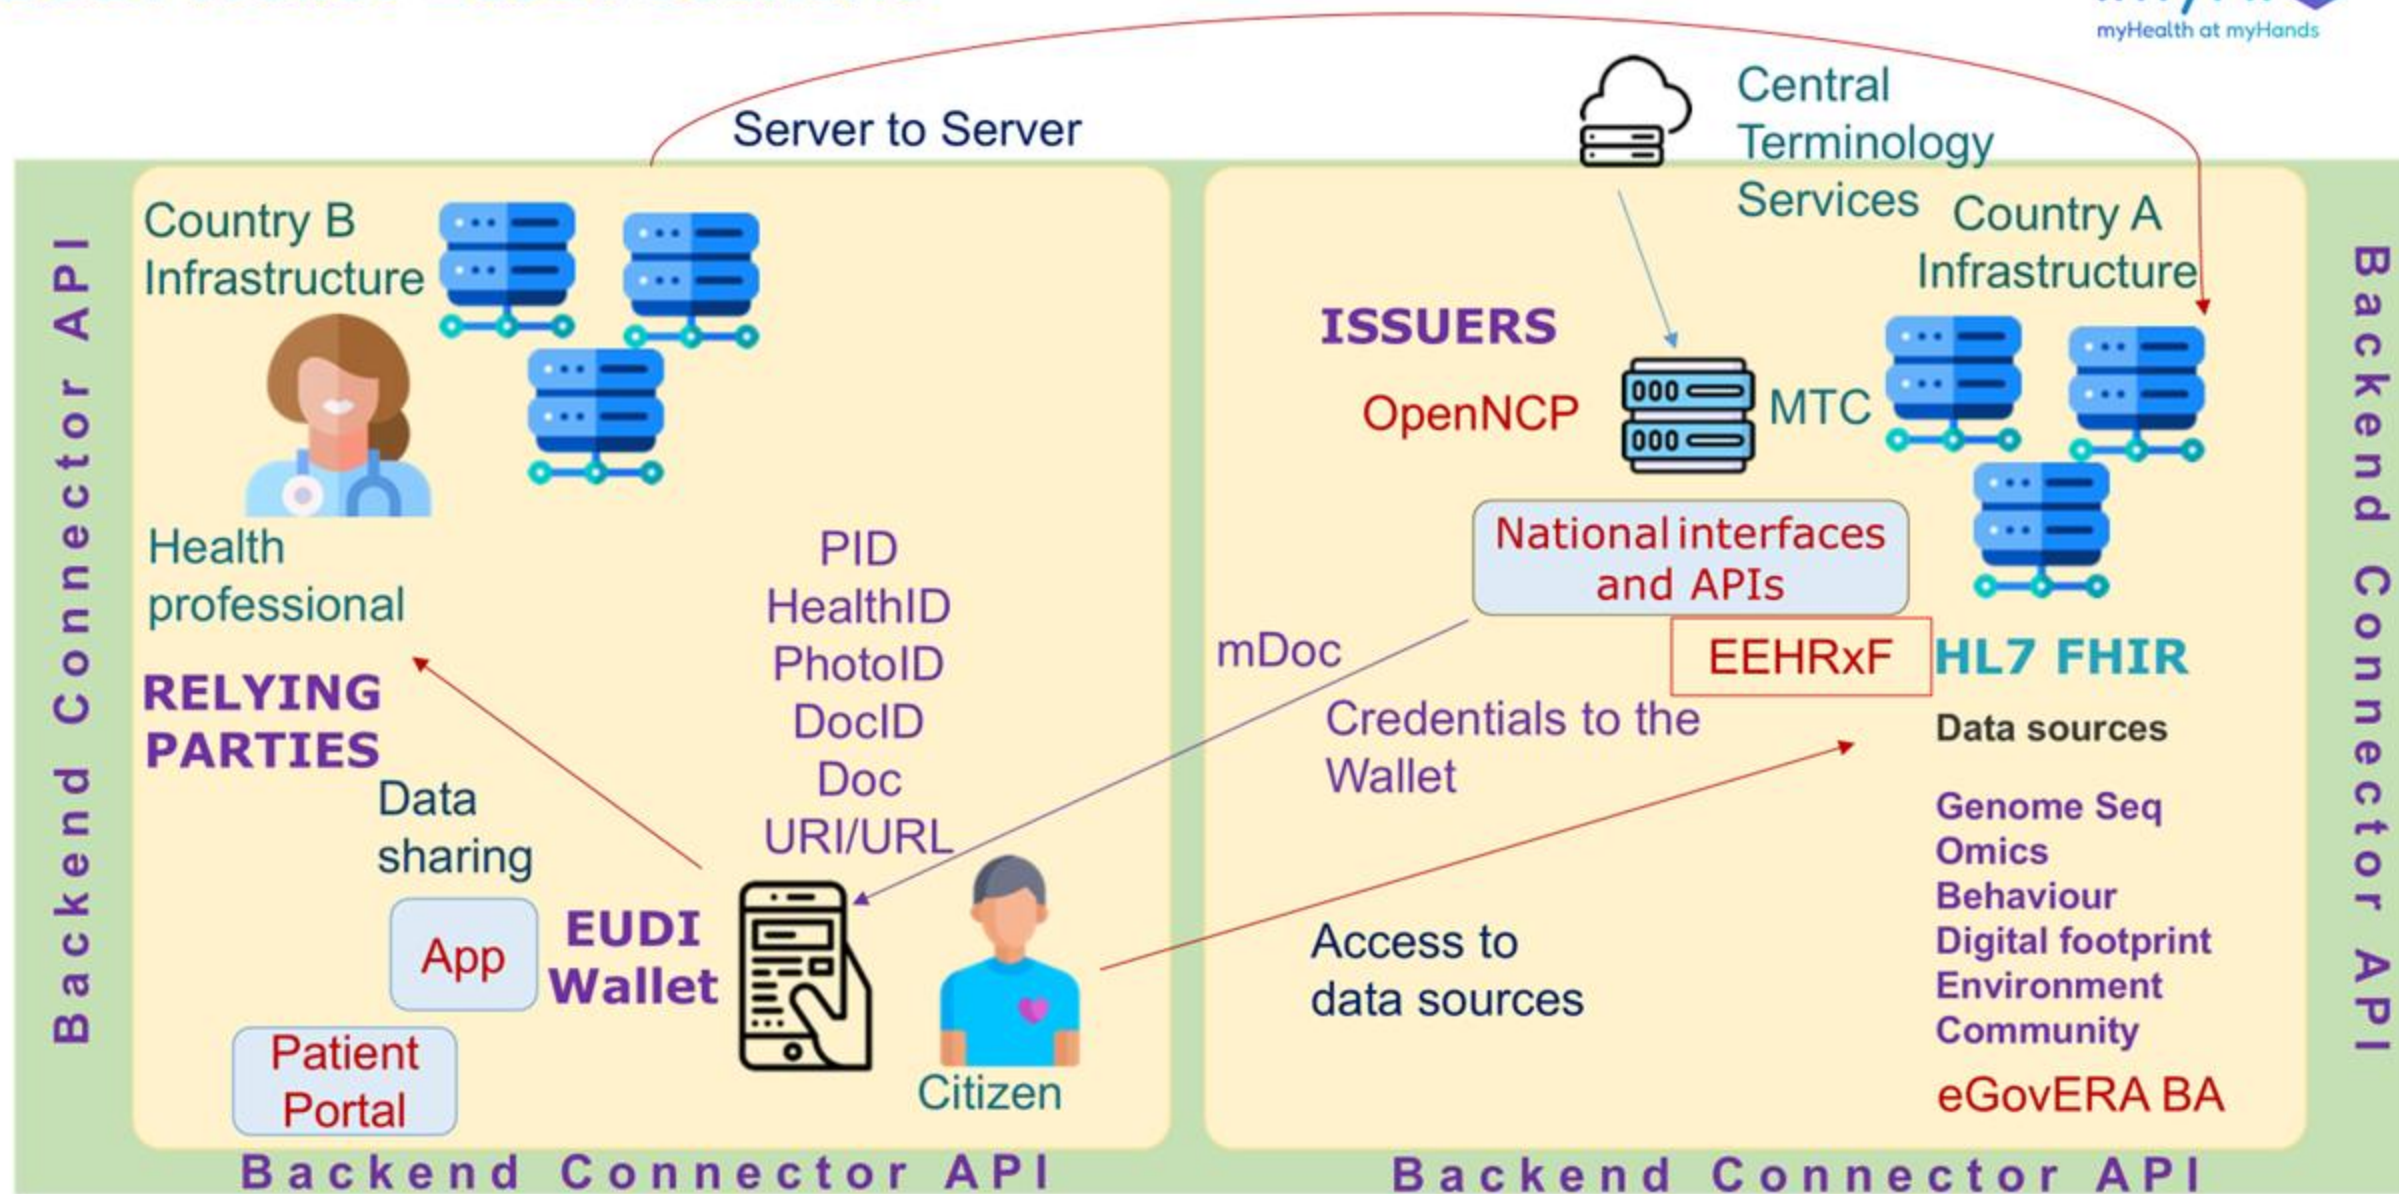 myHealth at myHands
Server to Server
Central
Terminology
Services
Country B
Infrastructure
Health
professional
RELYING
PARTIES
Data
sharing
App
Patient
Portal
EUDI
Wallet
PID
HealthID
PhotoID
DocID
Doc
URI/URL
Citizen
Country A
Infrastructure
ISSUERS
OpenNCP
MTC
National interfaces
and APIs
EEHRxF
HL7 FHIR
mDoc
Credentials to the
Wallet
Access to
data sources
Data sources
Genome Seq
Omics
Behaviour
Digital footprint
Environment
Community
eGovERA BA
Backend Connector API
Backend Connector API
Backend Connector API
Backend Connector API